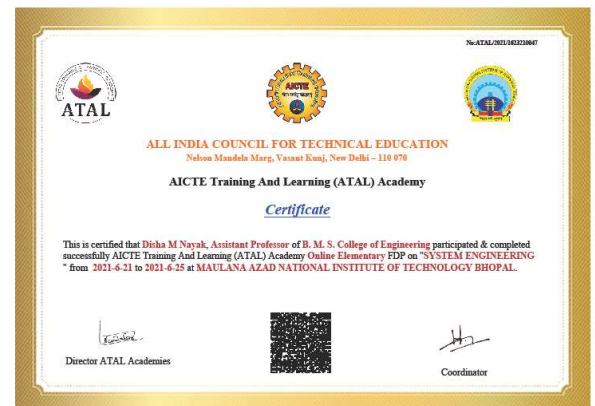 No:ATAL/2021/1623210047
ATAL
AICTE
ALL INDIA COUNCIL FOR TECHNICAL EDUCATION
Nelson Mandela Marg, Vasant Kunj, New Delhi – 110 070
AICTE Training And Learning (ATAL) Academy
Certificate
This is certified that Disha M Nayak, Assistant Professor of B. M. S. College of Engineering participated & completed
successfully AICTE Training And Learning (ATAL) Academy Online Elementary FDP on "SYSTEM ENGINEERING
" from 2021-6-21 to 2021-6-25 at MAULANA AZAD NATIONAL INSTITUTE OF TECHNOLOGY BHOPAL.
Director ATAL Academies
Coordinator